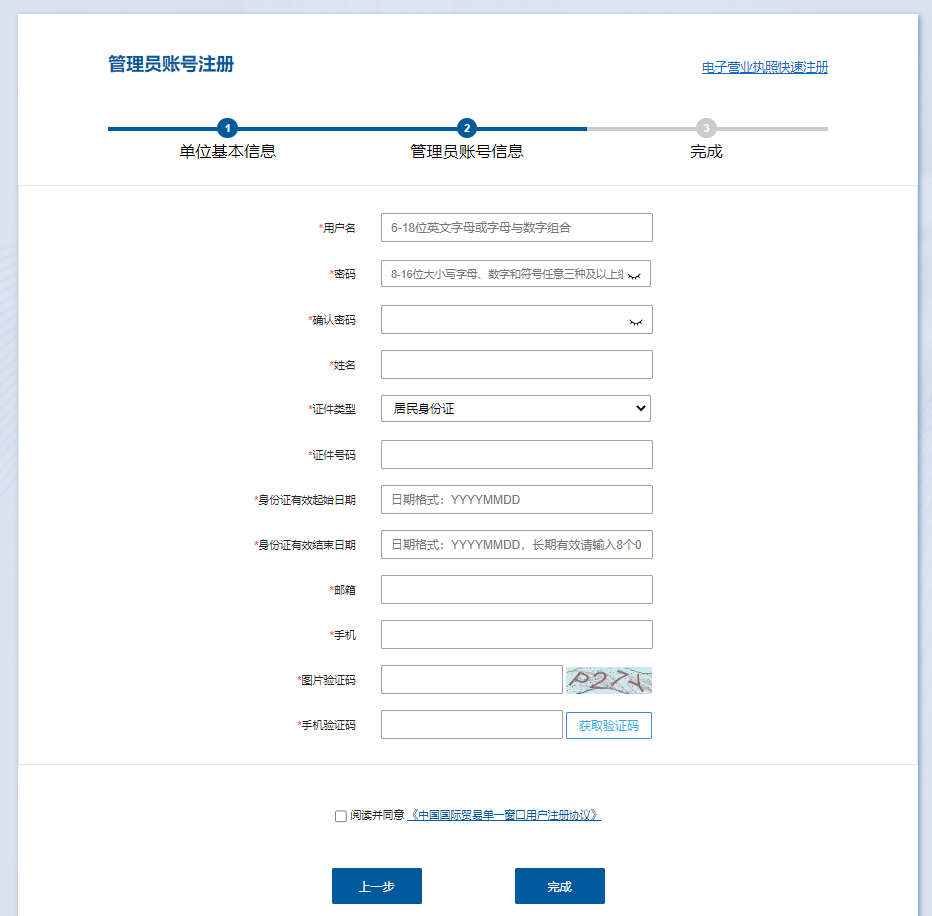 管理员账号注册
电子营业执照快速注册
1 2 3
单位基本信息 管理员账号信息 完成
*用户名 6-18位英文字母或字母与数字组合
*密码 8-16位大小写字母、数字和符号任意三种及以上
*确认密码
*姓名
*证件类型 居民身份证
*证件号码
*身份证有效起始日期 日期格式：YYYYMMDD
*身份证有效结束日期 日期格式：YYYYMMDD，长期有效请输入8个0
*邮箱
*手机
*图片验证码
*手机验证码 获取验证码
阅读并同意 《中国国际贸易单一窗口用户注册协议》
上一步 完成